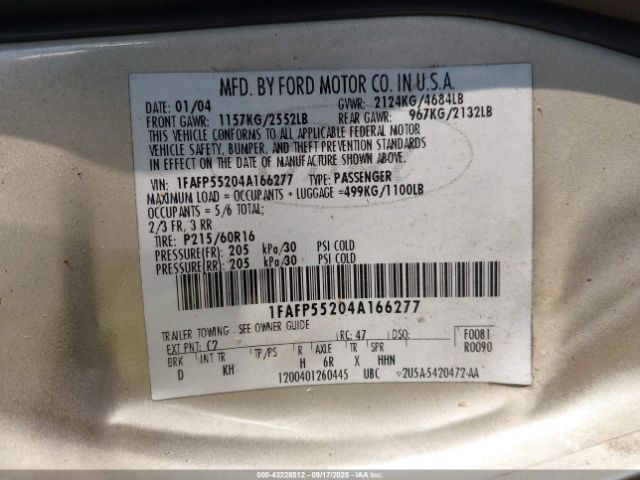 MFD. BY FORD MOTOR CO. IN U.S.A.
DATE: 01/04 GVWR: 2124KG/4684LB
FRONT GAWR: 1157KG/2552LB REAR GAWR: 967KG/2132LB
THIS VEHICLE CONFORMS TO ALL APPLICABLE FEDERAL MOTOR
VEHICLE SAFETY, BUMPER, AND THEFT PREVENTION STANDARDS
IN EFFECT ON THE DATE OF MANUFACTURE SHOWN ABOVE.
VIN: 1FAFP55204A166277 TYPE: PASSENGER
MAXIMUM LOAD = OCCUPANTS + LUGGAGE =499KG/1100LB
OCCUPANTS = 5/6 TOTAL;
2/3 FR, 3 RR
TIRE: P215/60R16
PRESSURE(FR) 205 kPa/30 PSI COLD
PRESSURE(RR) 205 kPa/30 PSI COLD
1FAFP55204A166277
TRAILER TOWING - SEE OWNER GUIDE
EXT PNT: C2 RC: 47 DSO: F0081
BRK INT TR TP/PS R AXLE TR SPR R0090
D KH H 6R X HHN
1200401260445 UBC 2U5A-5420472-AA
000-43228512 - 09/17/2025 - IAAI.COM